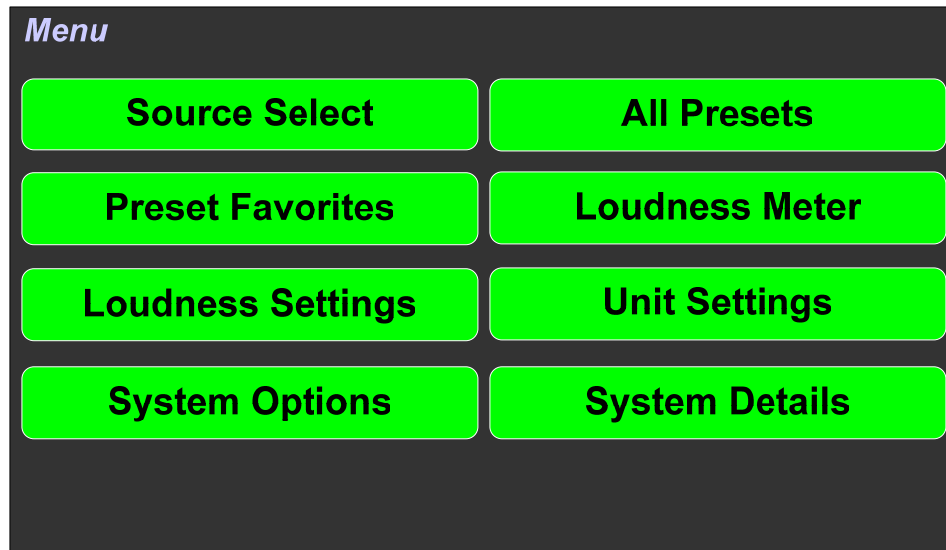 Menu
Source Select
All Presets
Preset Favorites
Loudness Meter
Loudness Settings
Unit Settings
System Options
System Details